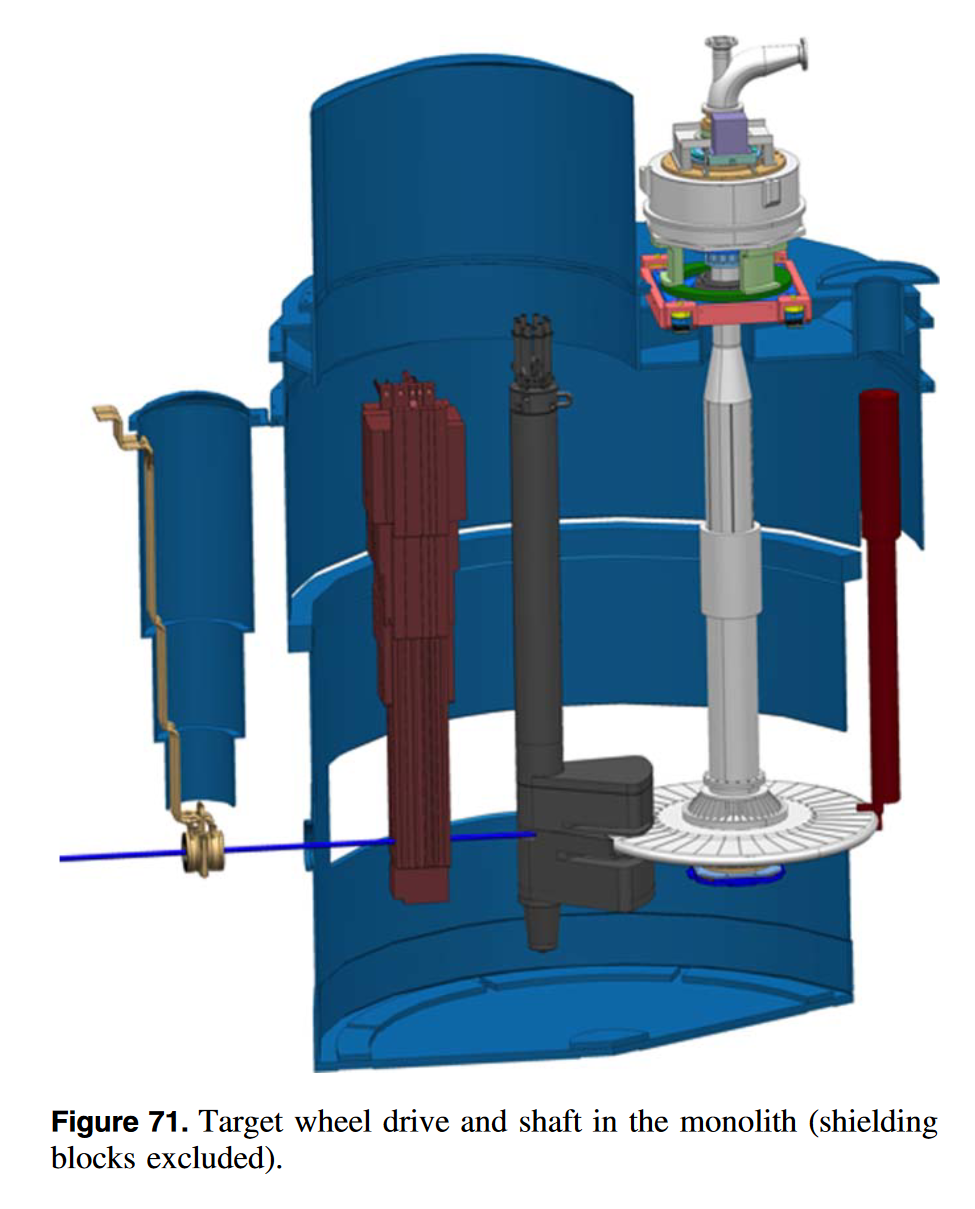 Figure 71. Target wheel drive and shaft in the monolith (shielding
blocks excluded).